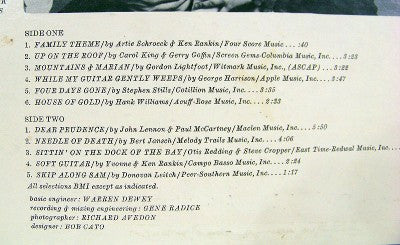 SIDE ONE
1. FAMILY THEME/by Artie Schroeck & Ken Rankin/Four Score Music...:40
2. UP ON THE ROOF/by Carol King & Gerry Goffin/Screen Gems-Columbia Music, Inc....3:23
3. MOUNTAINS & MARIAN/by Gordon Lightfoot/Witmark Music, Inc., (ASCAP)...3:22
4. WHILE MY GUITAR GENTLY WEEPS/by George Harrison/Apple Music, Inc....3:47
5. FOUR DAYS GONE/by Stephen Stills/Cotillion Music, Inc....3:35
6. HOUSE OF GOLD/by Hank Williams/Acuff-Rose Music, Inc....2:33
SIDE TWO
1. DEAR PRUDENCE/by John Lennon & Paul McCartney/Maclen Music, Inc....5:50
2. NEEDLE OF DEATH/by Bert Jansch/Melody Trails Music, Inc....4:06
3. SITTIN' ON THE DOCK OF THE BAY/Otis Redding & Steve Cropper/East Time-Redwal Music, Inc....
4. SOFT GUITAR/by Yvonne & Ken Rankin/Campo Basso Music, Inc....2:24
5. SKIP ALONG SAM/by Donovan Leitch/Peer-Southern Music...1:17
All selections BMI except as indicated.
basic engineer: WARREN DEWEY
recording & mixing engineering: GENE RADICE
photographer: RICHARD AVEDON
designer: BOB CATO